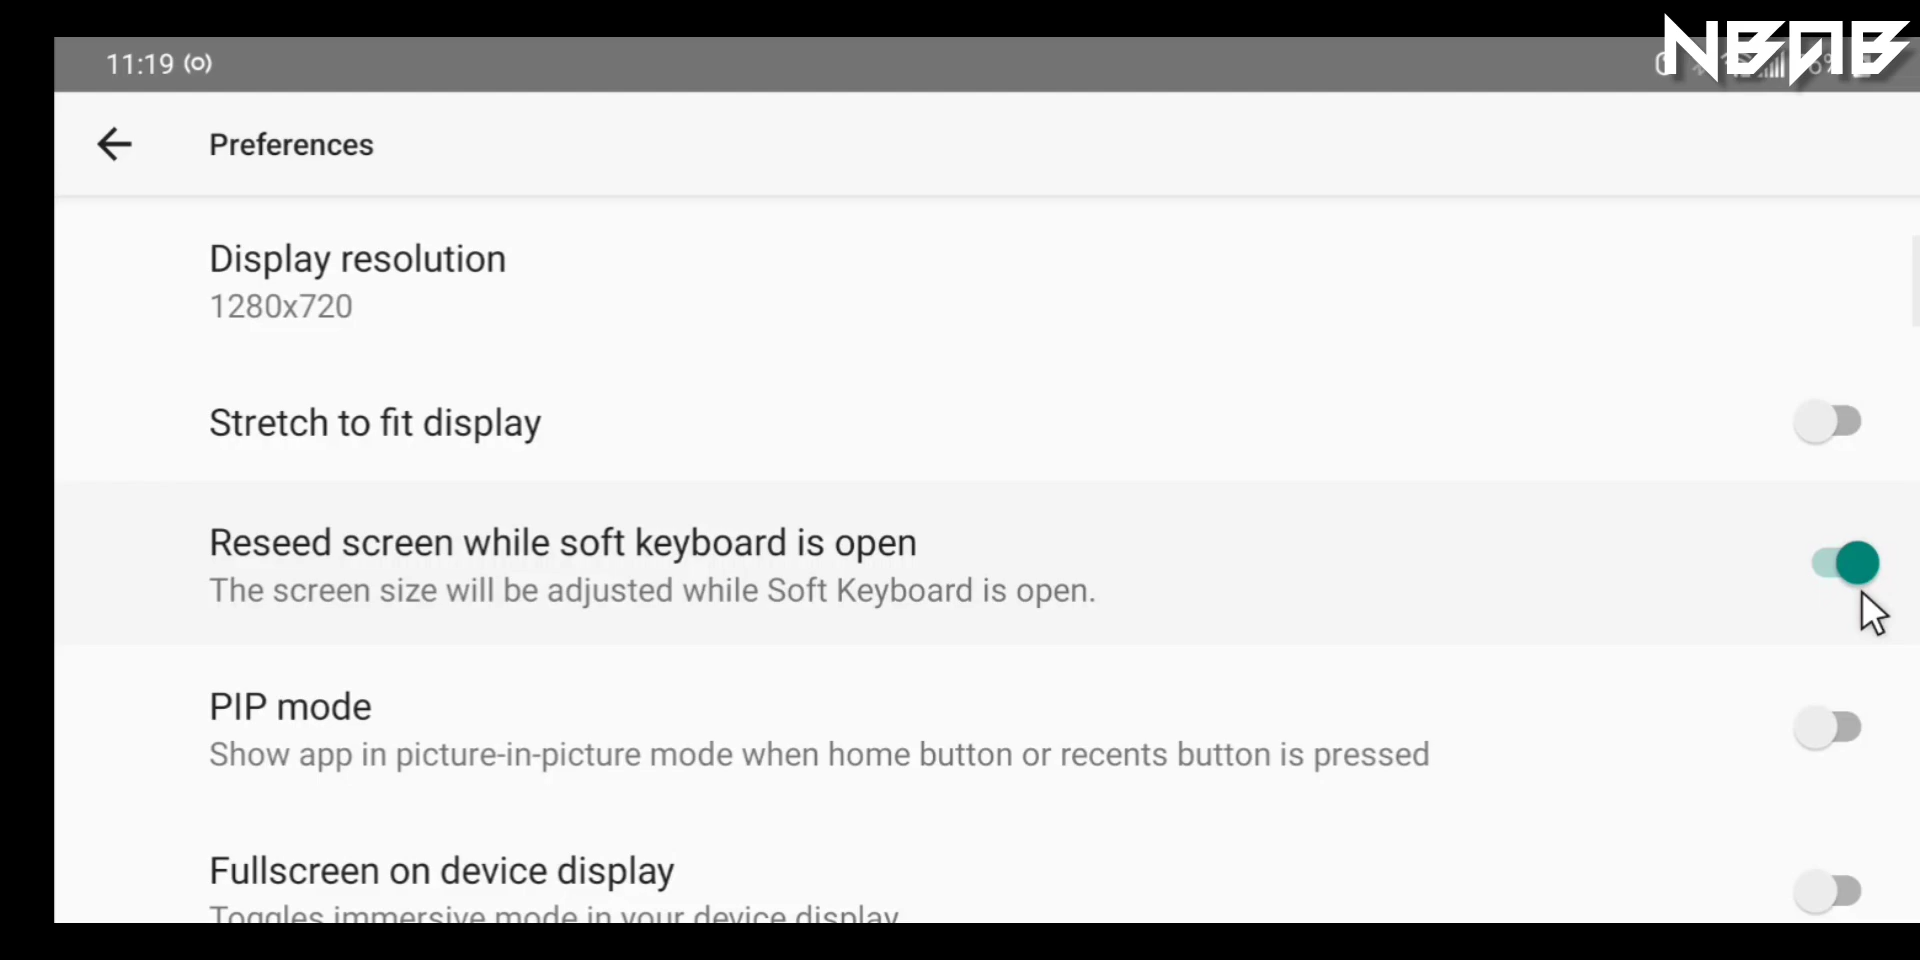 NBAB
11:19
Preferences
Display resolution
1280x720
Stretch to fit display
Reseed screen while soft keyboard is open
The screen size will be adjusted while Soft Keyboard is open.
PIP mode
Show app in picture-in-picture mode when home button or recents button is pressed
Fullscreen on device display
Toggles immersive mode in your device display